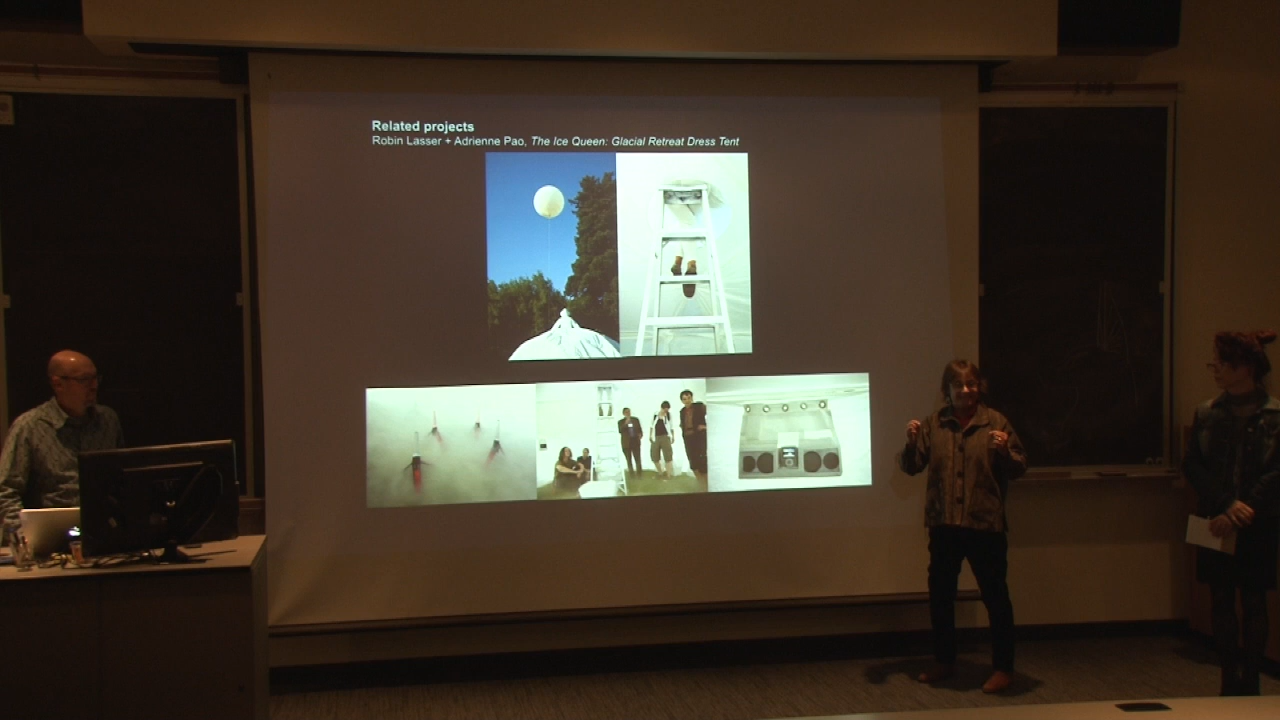 Related projects
Robin Lasser + Adrienne Pao, The Ice Queen: Glacial Retreat Dress Tent